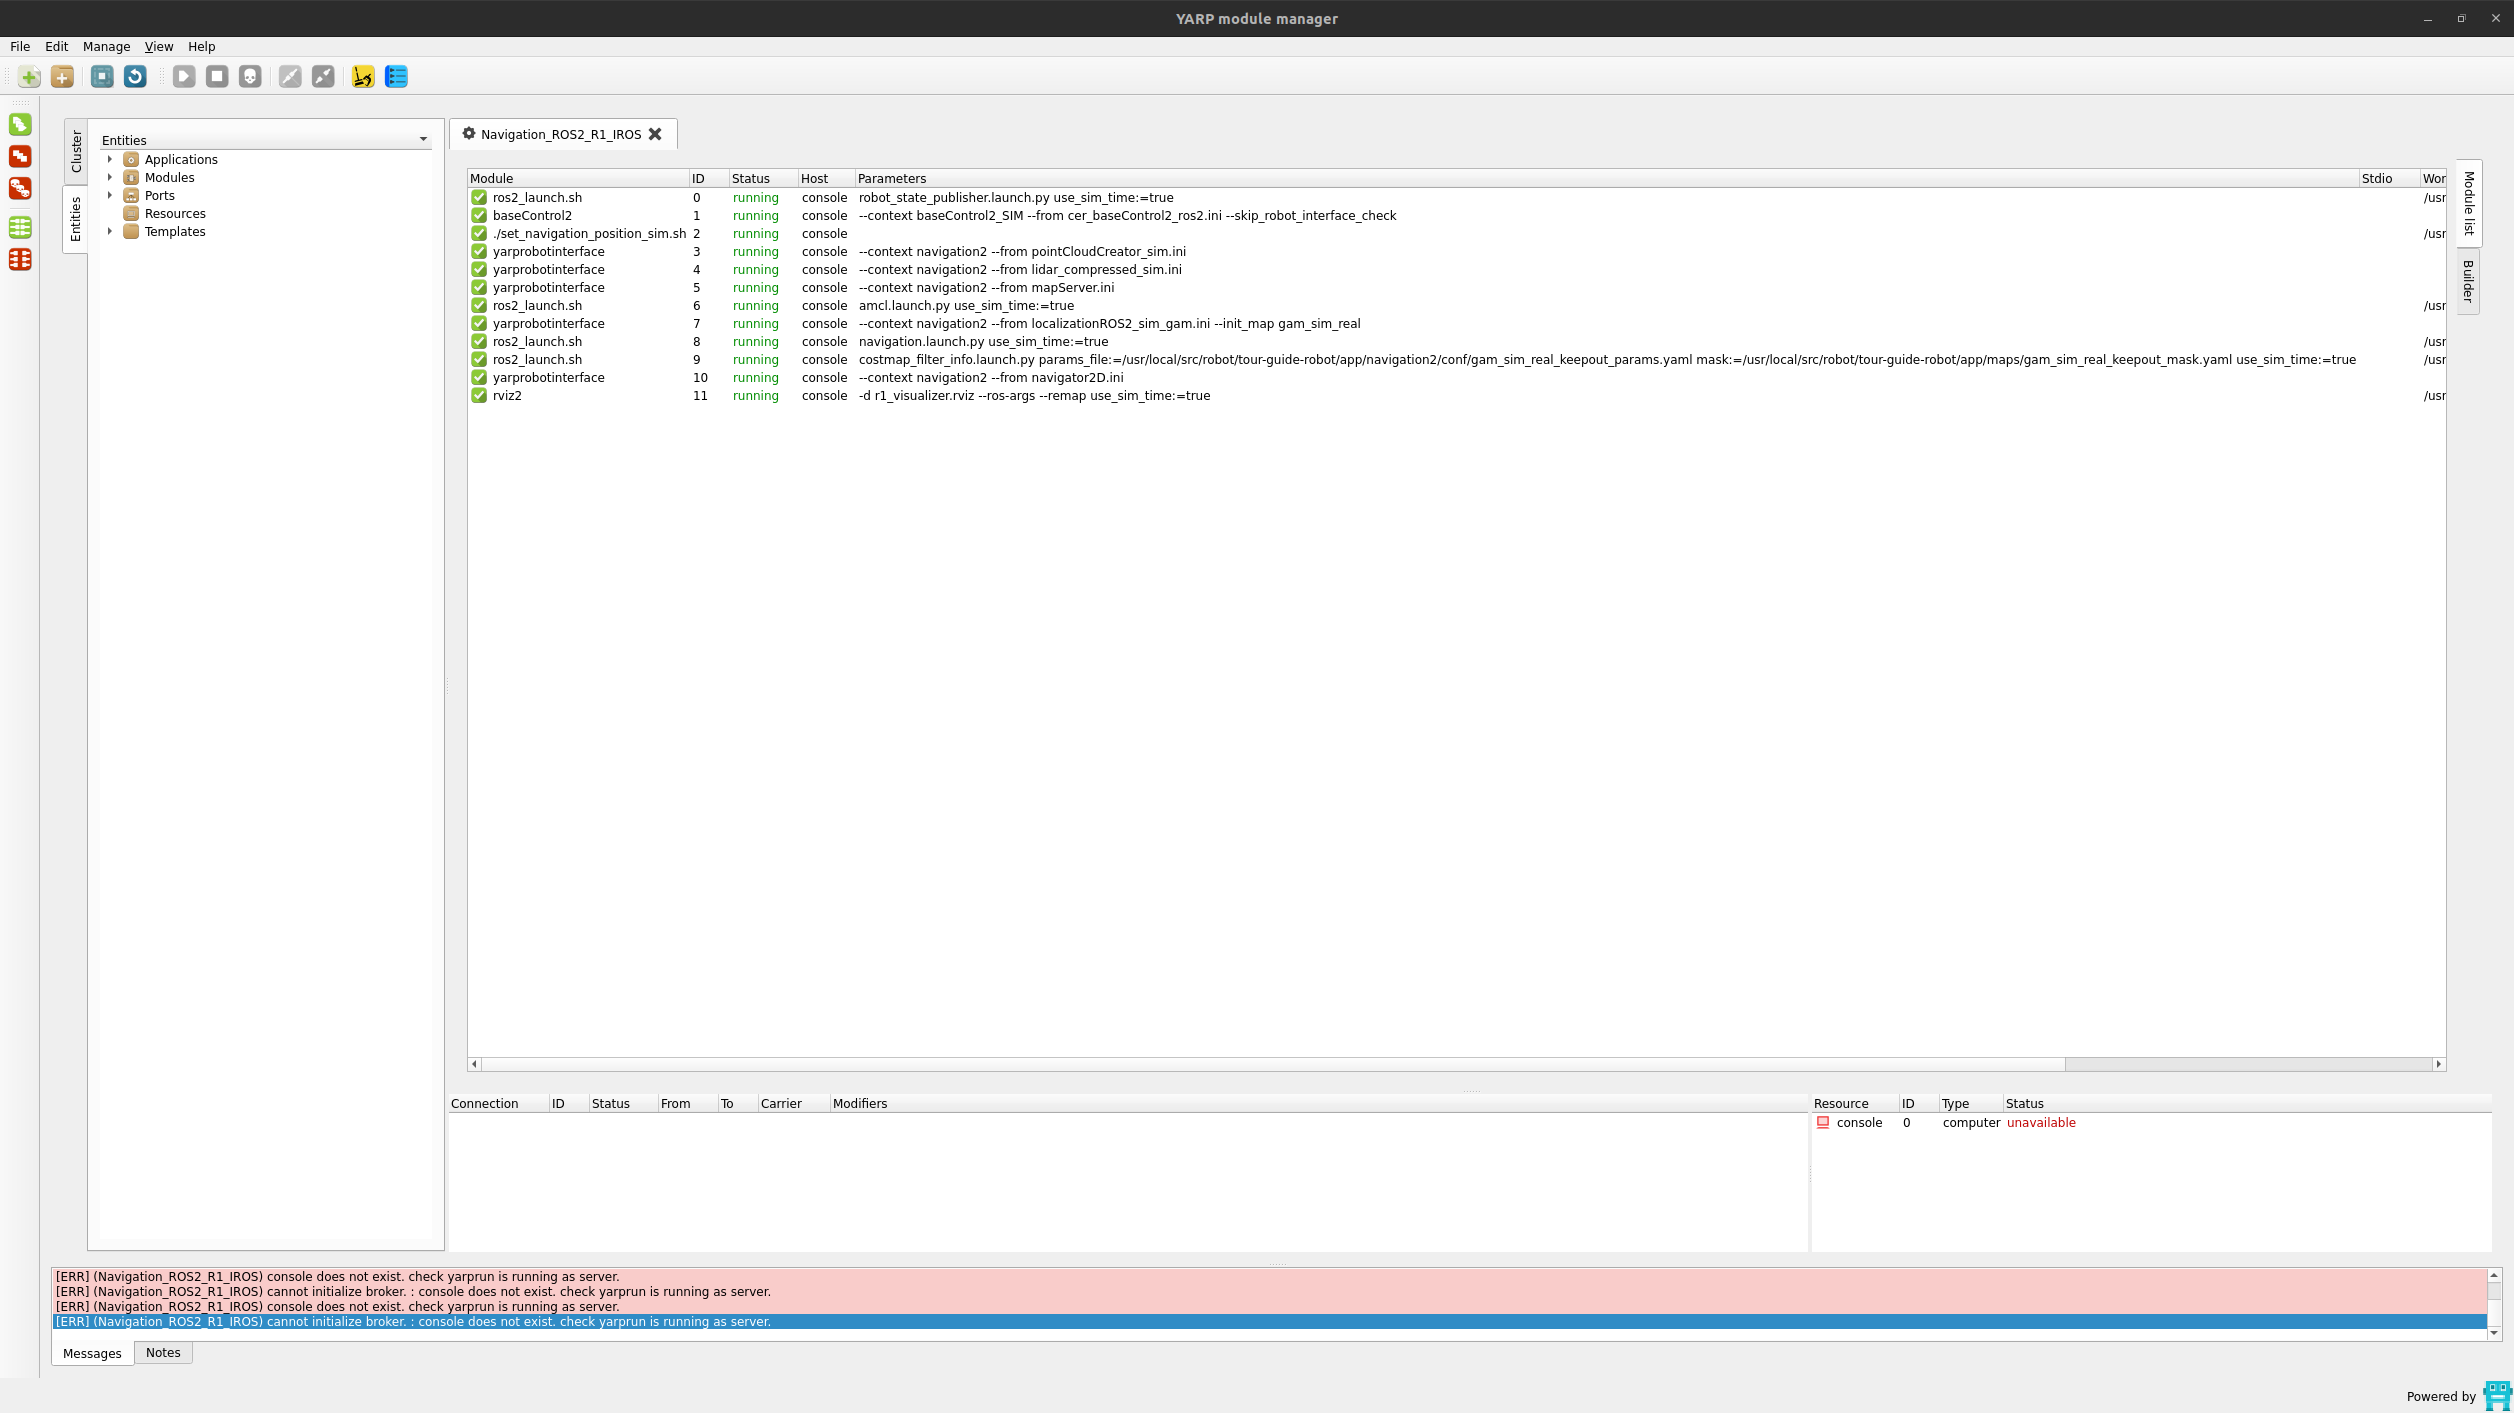 YARP module manager
File Edit Manage View Help
Cluster
Entities
Entities
Applications
Modules
Ports
Resources
Templates
Navigation_ROS2_R1_IROS
Module ID Status Host Parameters Stdio Wor
ros2_launch.sh 0 running console robot_state_publisher.launch.py use_sim_time:=true /usr
baseControl2 1 running console --context baseControl2_SIM --from cer_baseControl2_ros2.ini --skip_robot_interface_check
./set_navigation_position_sim.sh 2 running console /usr
yarprobotinterface 3 running console --context navigation2 --from pointCloudCreator_sim.ini
yarprobotinterface 4 running console --context navigation2 --from lidar_compressed_sim.ini
yarprobotinterface 5 running console --context navigation2 --from mapServer.ini
ros2_launch.sh 6 running console amcl.launch.py use_sim_time:=true /usr
yarprobotinterface 7 running console --context navigation2 --from localizationROS2_sim_gam.ini --init_map gam_sim_real
ros2_launch.sh 8 running console navigation.launch.py use_sim_time:=true /usr
ros2_launch.sh 9 running console costmap_filter_info.launch.py params_file:=/usr/local/src/robot/tour-guide-robot/app/navigation2/conf/gam_sim_real_keepout_params.yaml mask:=/usr/local/src/robot/tour-guide-robot/app/maps/gam_sim_real_keepout_mask.yaml use_sim_time:=true /usr
yarprobotinterface 10 running console --context navigation2 --from navigator2D.ini
rviz2 11 running console -d r1_visualizer.rviz --ros-args --remap use_sim_time:=true /usr
Module list
Builder
Connection ID Status From To Carrier Modifiers
Resource ID Type Status
console 0 computer unavailable
[ERR] (Navigation_ROS2_R1_IROS) console does not exist. check yarprun is running as server.
[ERR] (Navigation_ROS2_R1_IROS) cannot initialize broker. : console does not exist. check yarprun is running as server.
[ERR] (Navigation_ROS2_R1_IROS) console does not exist. check yarprun is running as server.
[ERR] (Navigation_ROS2_R1_IROS) cannot initialize broker. : console does not exist. check yarprun is running as server.
Messages Notes
Powered by